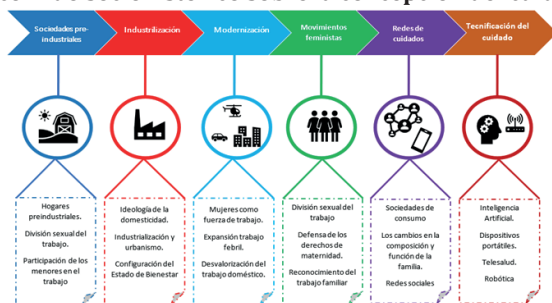 Sociedades pre-
industriales
Industrilización
Modernización
Movimientos
feministas
Redes de
cuidados
Tecnificación del
cuidado
Hogares
preindustriales.
División sexual del
trabajo.
Participación de los
menores en el
trabajo
Ideología de la
domesticidad.
Industrialización y
urbanismo.
Configuración del
Estado de Bienestar
Mujeres como
fuerza de trabajo.
Expansión trabajo
febril.
Desvalorización del
trabajo doméstico.
División sexual del
trabajo
Defensa de los
derechos de
maternidad.
Reconocimiento del
trabajo familiar
Sociedades de
consumo
Los cambios en la
composición y
función de la
familia.
Redes sociales
Inteligencia
Artificial.
Dispositivos
portátiles.
Telesalud.
Robótica